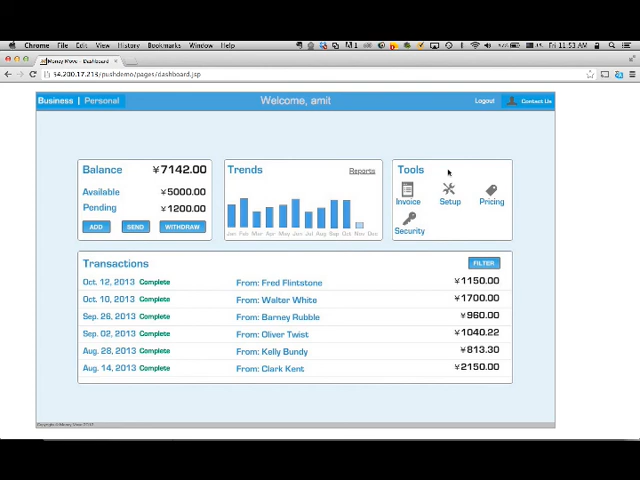 Chrome File Edit View History Bookmarks Window Help
Fri 11:53 AM
Money Move - Dashboard
54.200.17.213/pushdemo/pages/dashboard.jsp
Business | Personal Welcome, amit Logout Contact Us
Balance ¥7142.00
Available ¥5000.00
Pending ¥1200.00
ADD SEND WITHDRAW
Trends Reports
Jan Feb Mar Apr May Jun Jul Aug Sep Oct Nov Dec
Tools
Invoice Setup Pricing
Security
Transactions FILTER
Oct. 12, 2013 Complete From: Fred Flintstone ¥1150.00
Oct. 10, 2013 Complete From: Walter White ¥1700.00
Sep. 26, 2013 Complete From: Barney Rubble ¥960.00
Sep. 02, 2013 Complete From: Oliver Twist ¥1040.22
Aug. 28, 2013 Complete From: Kelly Bundy ¥813.30
Aug. 14, 2013 Complete From: Clark Kent ¥2150.00